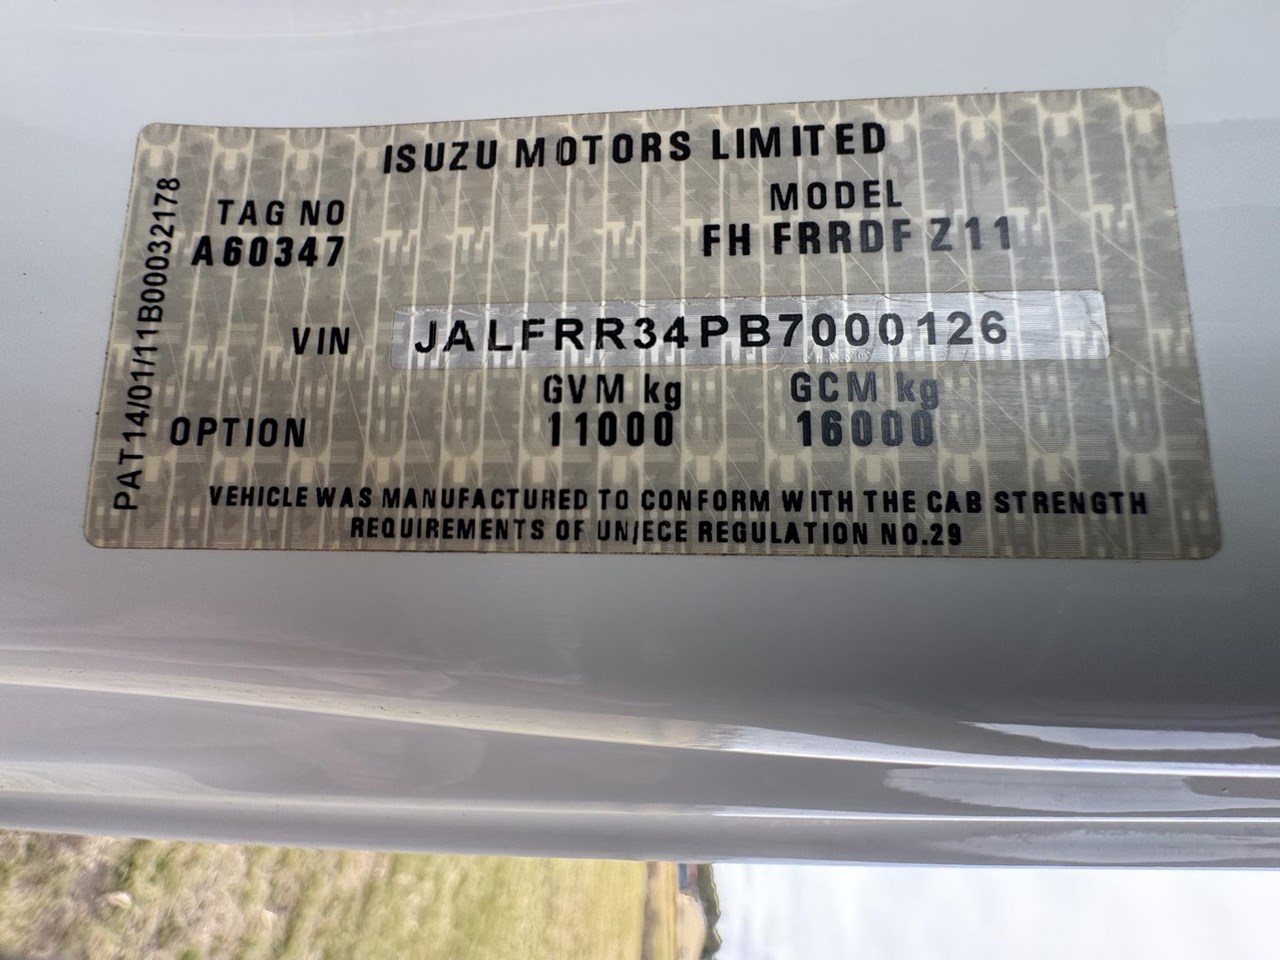 ISUZU MOTORS LIMITED
TAG NO
A60347
MODEL
FH FRRDF Z11
VIN JALFRR34PB7000126
OPTION
GVM kg
11000
GCM kg
16000
VEHICLE WAS MANUFACTURED TO CONFORM WITH THE CAB STRENGTH
REQUIREMENTS OF UN/ECE REGULATION NO.29
PAT14/01/11B00032178